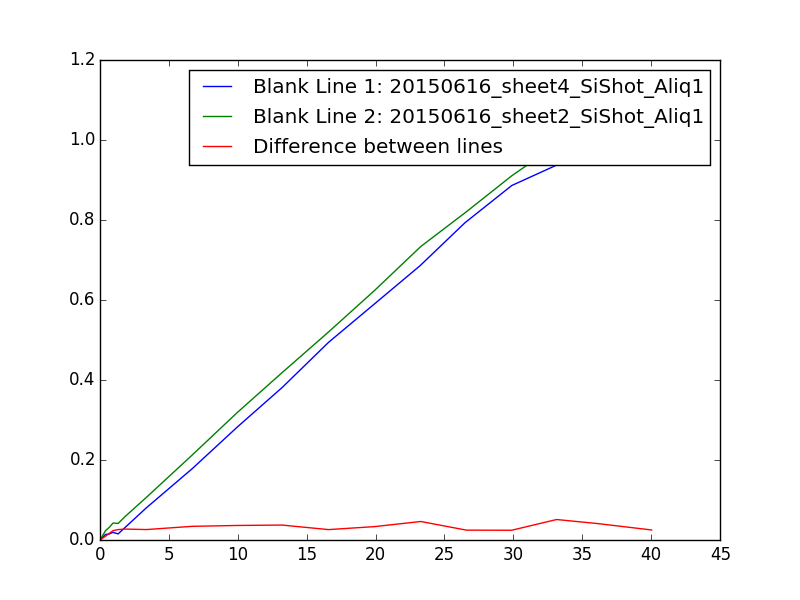 1.2
Blank Line 1: 20150616_sheet4_SiShot_Aliq1
Blank Line 2: 20150616_sheet2_SiShot_Aliq1
Difference between lines
1.0
0.8
0.6
0.4
0.2
0.0
0 5 10 15 20 25 30 35 40 45